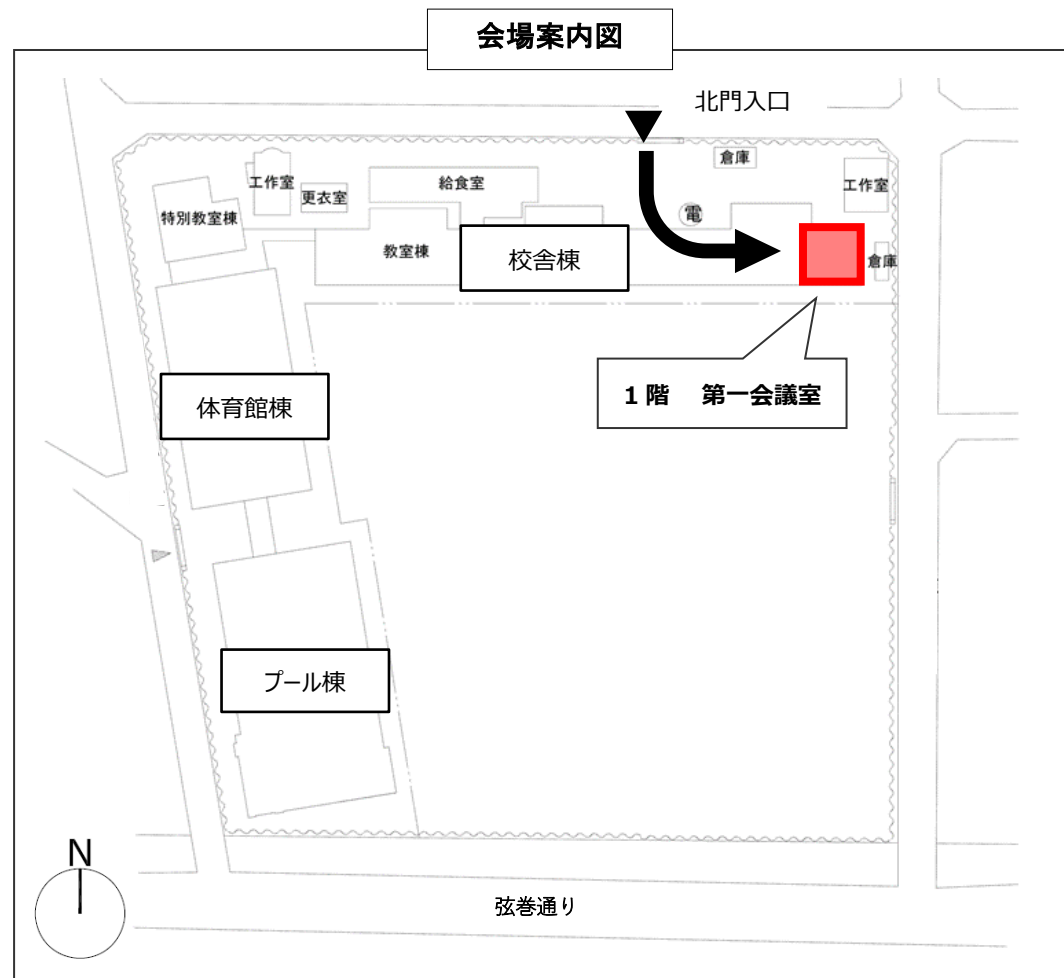 会場案内図
北門入口
倉庫
工作室
更衣室
給食室
工作室
特別教室棟
電
教室棟
校舎棟
倉庫
1階 第一会議室
体育館棟
プール棟
N
弦巻通り